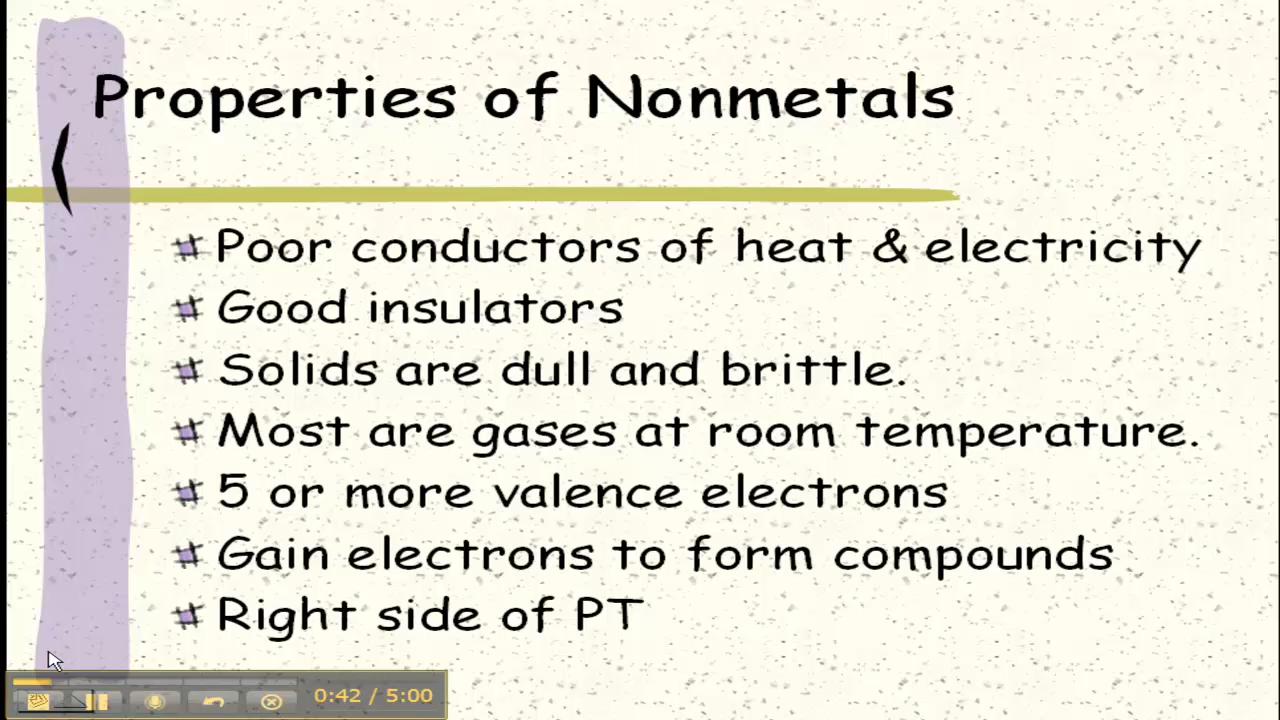 Properties of Nonmetals
Poor conductors of heat & electricity
Good insulators
Solids are dull and brittle.
Most are gases at room temperature.
5 or more valence electrons
Gain electrons to form compounds
Right side of PT
0:42 / 5:00